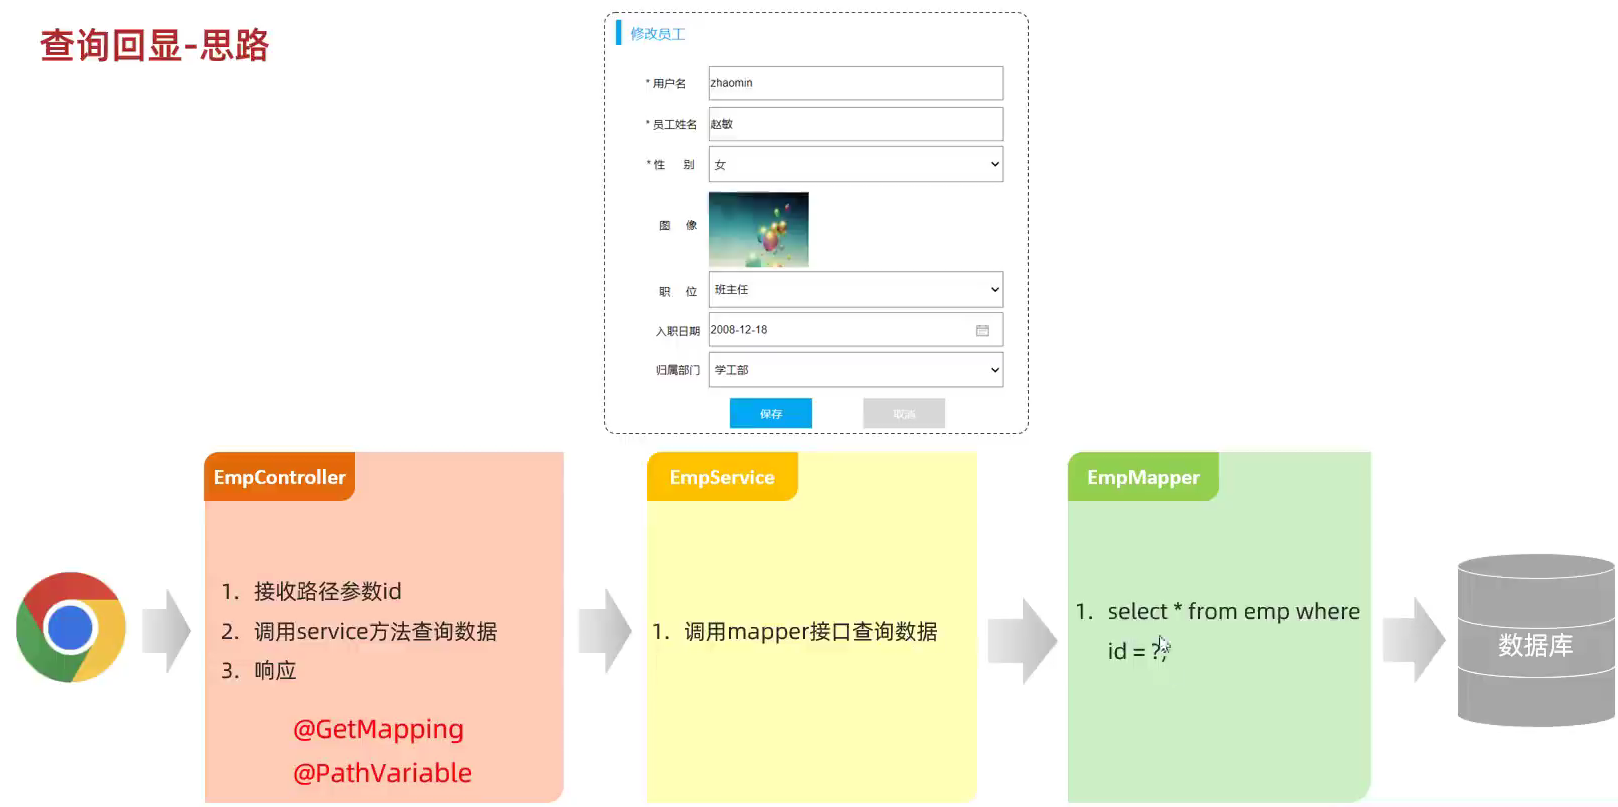 查询回显-思路
修改员工
* 用户名
zhaomin
* 员工姓名
赵敏
* 性 别
女
图 像
职 位
班主任
入职日期
2008-12-18
归属部门
学工部
保存
取消
EmpController
1. 接收路径参数id
2. 调用service方法查询数据
3. 响应
@GetMapping
@PathVariable
EmpService
1. 调用mapper接口查询数据
EmpMapper
1. select * from emp where
id = ?;
数据库